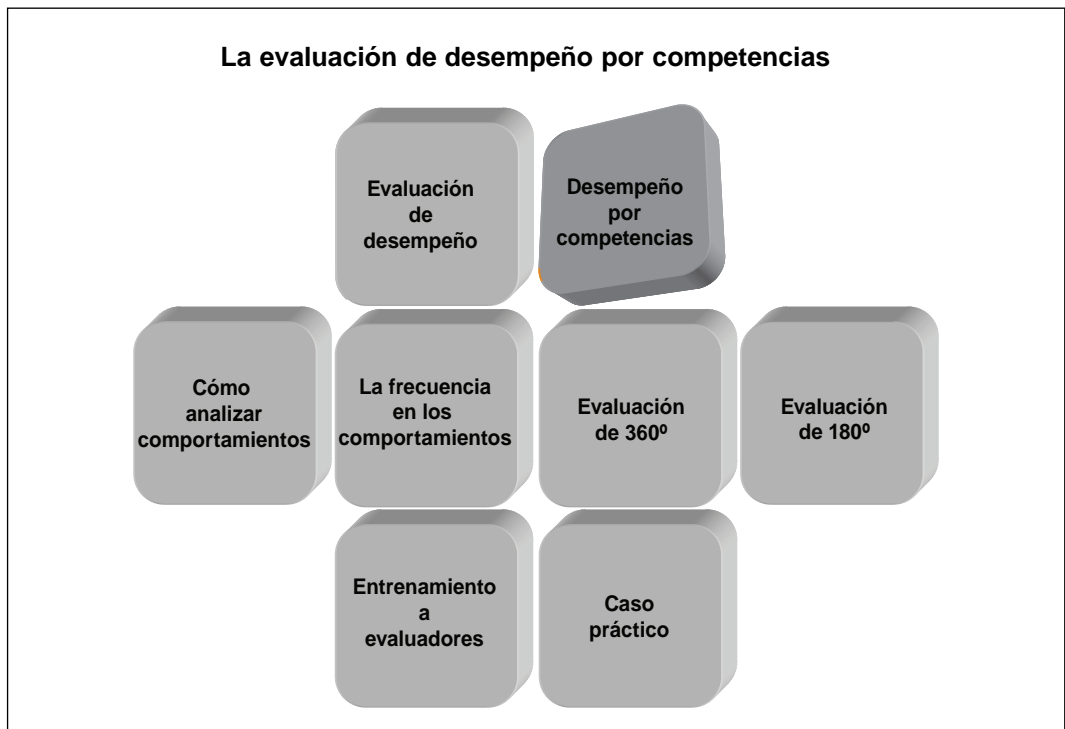 La evaluación de desempeño por competencias
Evaluación
de
desempeño
Desempeño
por
competencias
Cómo
analizar
comportamientos
La frecuencia
en los
comportamientos
Evaluación
de 360º
Evaluación
de 180º
Entrenamiento
a
evaluadores
Caso
práctico